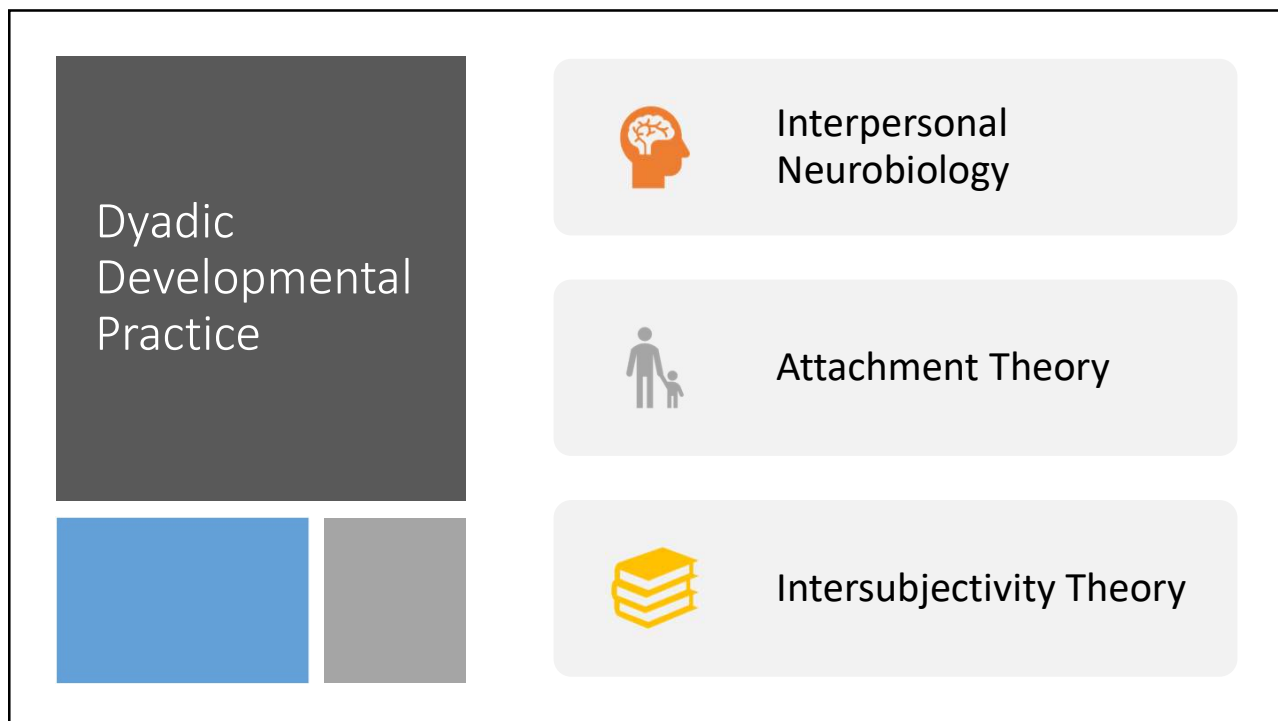 Dyadic
Developmental
Practice
Interpersonal
Neurobiology
Attachment Theory
Intersubjectivity Theory